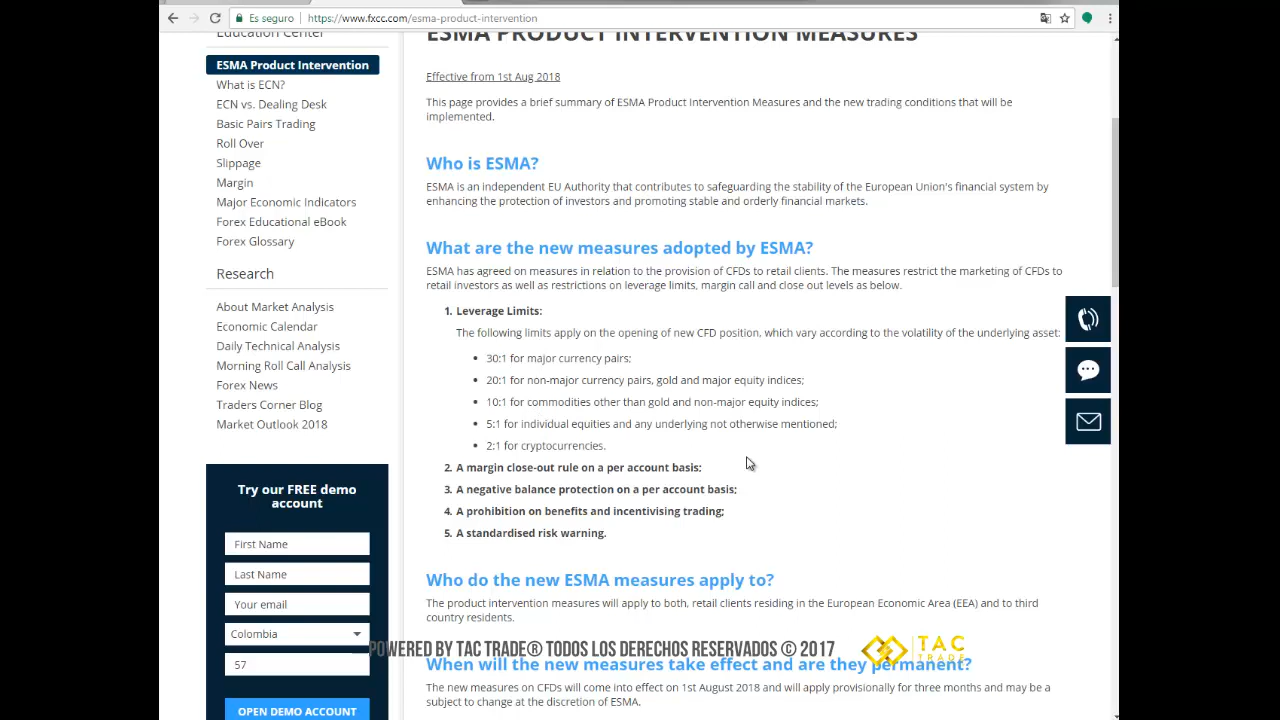 Es seguro
https://www.fxcc.com/esma-product-intervention
Education Center
ESMA Product Intervention
What is ECN?
ECN vs. Dealing Desk
Basic Pairs Trading
Roll Over
Slippage
Margin
Major Economic Indicators
Forex Educational eBook
Forex Glossary
Research
About Market Analysis
Economic Calendar
Daily Technical Analysis
Morning Roll Call Analysis
Forex News
Traders Corner Blog
Market Outlook 2018
Try our FREE demo
account
First Name
Last Name
Your email
Colombia
57
OPEN DEMO ACCOUNT
ESMA PRODUCT INTERVENTION MEASURES
Effective from 1st Aug 2018
This page provides a brief summary of ESMA Product Intervention Measures and the new trading conditions that will be
implemented.
Who is ESMA?
ESMA is an independent EU Authority that contributes to safeguarding the stability of the European Union's financial system by
enhancing the protection of investors and promoting stable and orderly financial markets.
What are the new measures adopted by ESMA?
ESMA has agreed on measures in relation to the provision of CFDs to retail clients. The measures restrict the marketing of CFDs to
retail investors as well as restrictions on leverage limits, margin call and close out levels as below.
1. Leverage Limits:
The following limits apply on the opening of new CFD position, which vary according to the volatility of the underlying asset:
• 30:1 for major currency pairs;
• 20:1 for non-major currency pairs, gold and major equity indices;
• 10:1 for commodities other than gold and non-major equity indices;
• 5:1 for individual equities and any underlying not otherwise mentioned;
• 2:1 for cryptocurrencies.
2. A margin close-out rule on a per account basis;
3. A negative balance protection on a per account basis;
4. A prohibition on benefits and incentivising trading;
5. A standardised risk warning.
Who do the new ESMA measures apply to?
The product intervention measures will apply to both, retail clients residing in the European Economic Area (EEA) and to third
country residents.
POWERED BY TAC TRADE® TODOS LOS DERECHOS RESERVADOS © 2017
TAC
TRADE
When will the new measures take effect and are they permanent?
The new measures on CFDs will come into effect on 1st August 2018 and will apply provisionally for three months and may be a
subject to change at the discretion of ESMA.